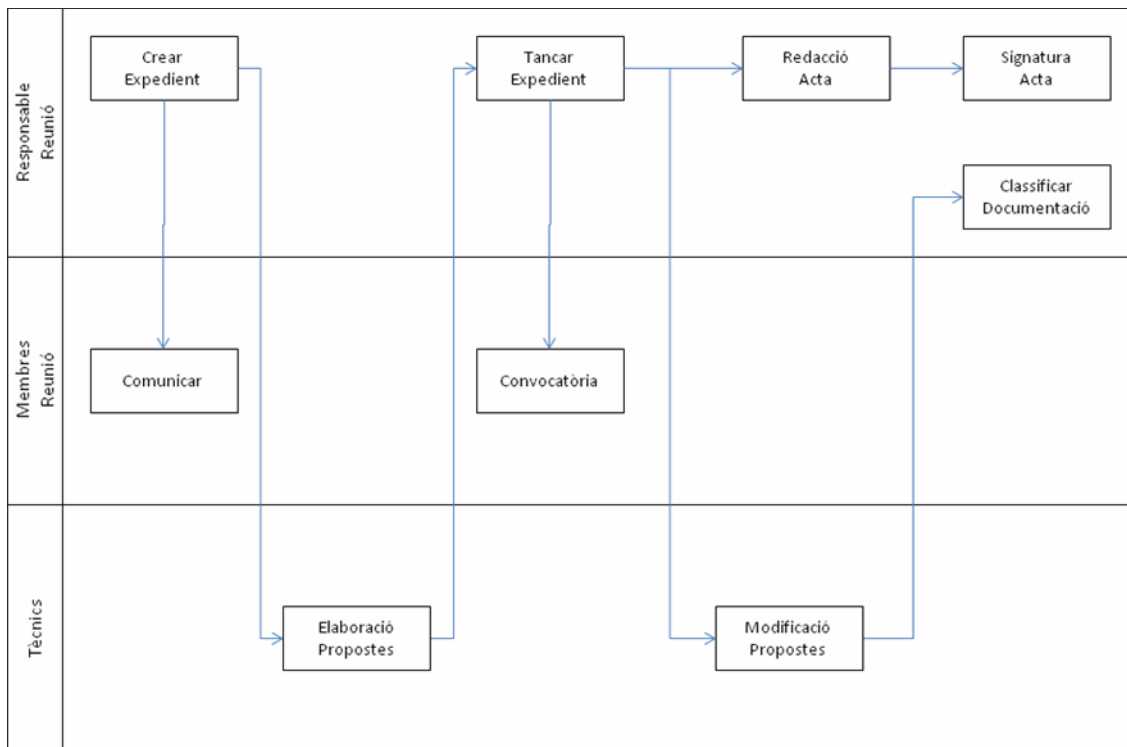 Responsable
Reunió
Crear
Expedient
Tancar
Expedient
Redacció
Acta
Signatura
Acta
Classificar
Documentació
Membres
Reunió
Comunicar
Convocatòria
Tècnics
Elaboració
Propostes
Modificació
Propostes